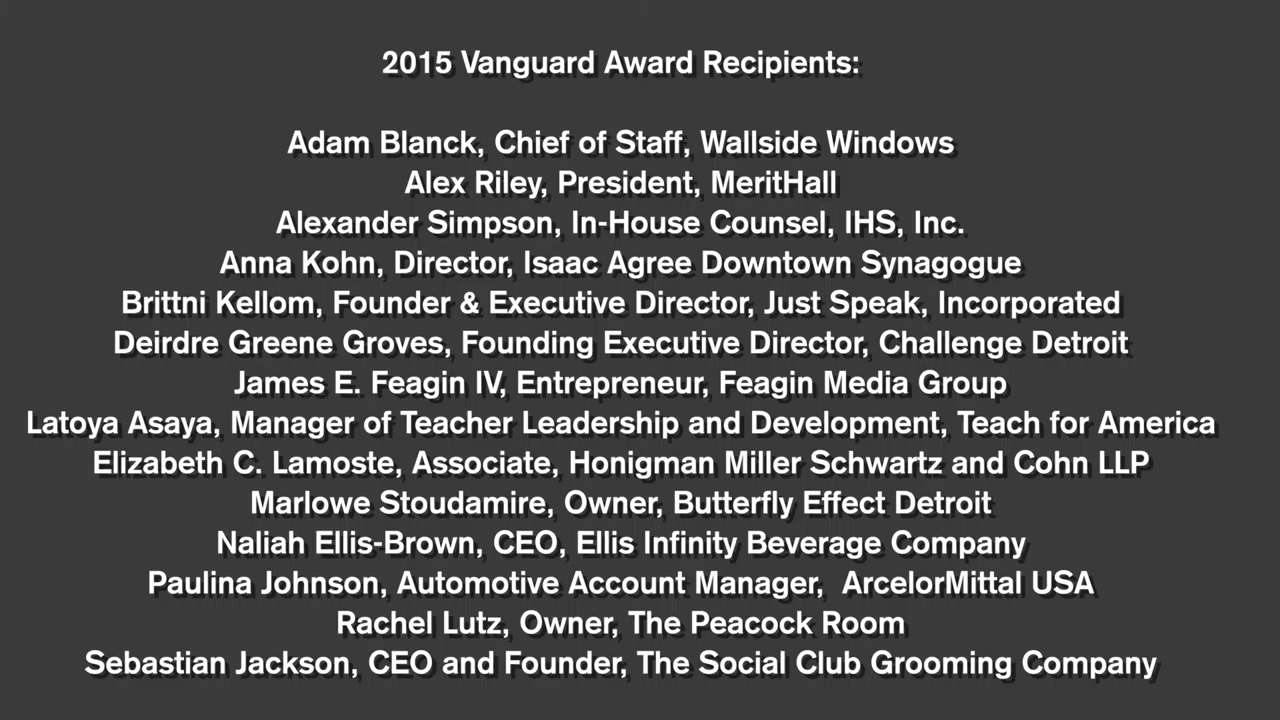 2015 Vanguard Award Recipients:
Adam Blanck, Chief of Staff, Wallside Windows
Alex Riley, President, MeritHall
Alexander Simpson, In-House Counsel, IHS, Inc.
Anna Kohn, Director, Isaac Agree Downtown Synagogue
Brittni Kellom, Founder & Executive Director, Just Speak, Incorporated
Deirdre Greene Groves, Founding Executive Director, Challenge Detroit
James E. Feagin IV, Entrepreneur, Feagin Media Group
Latoya Asaya, Manager of Teacher Leadership and Development, Teach for America
Elizabeth C. Lamoste, Associate, Honigman Miller Schwartz and Cohn LLP
Marlowe Stoudamire, Owner, Butterfly Effect Detroit
Naliah Ellis-Brown, CEO, Ellis Infinity Beverage Company
Paulina Johnson, Automotive Account Manager,  ArcelorMittal USA
Rachel Lutz, Owner, The Peacock Room
Sebastian Jackson, CEO and Founder, The Social Club Grooming Company